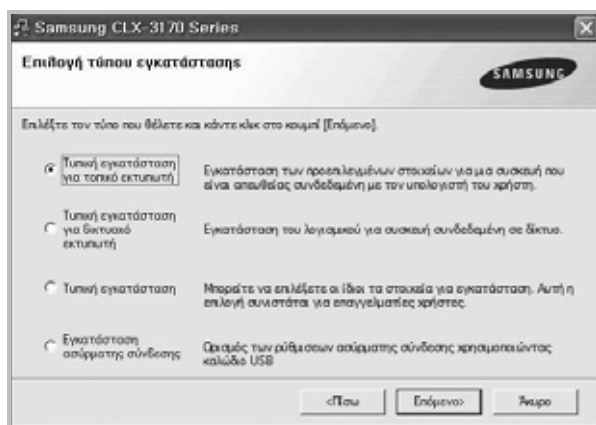 Samsung CLX-3170 Series
Επιλογή τύπου εγκατάστασης
SAMSUNG
Επιλέξτε τον τύπο που θέλετε και κάντε κλικ στο κουμπί [Επόμενο].
Τυπική εγκατάσταση
για τοπικό εκτυπωτή
Εγκατάσταση των προεπιλεγμένων στοιχείων για μια συσκευή που
είναι απευθείας συνδεδεμένη με τον υπολογιστή του χρήστη.
Τυπική εγκατάσταση
για δικτυακό
εκτυπωτή
Εγκατάσταση του λογισμικού για συσκευή συνδεδεμένη σε δίκτυο.
Τυπική εγκατάσταση
Μπορείτε να επιλέξετε οι ίδιοι τα στοιχεία για εγκατάσταση. Αυτή η
επιλογή συνιστάται για επαγγελματίες χρήστες.
Εγκατάσταση
ασύρματης σύνδεσης
Ορισμός των ρύθμισεων ασύρματης σύνδεσης χρησιμοποιώντας
καλώδιο USB
<Πίσω
Επόμενο>
Άκυρο